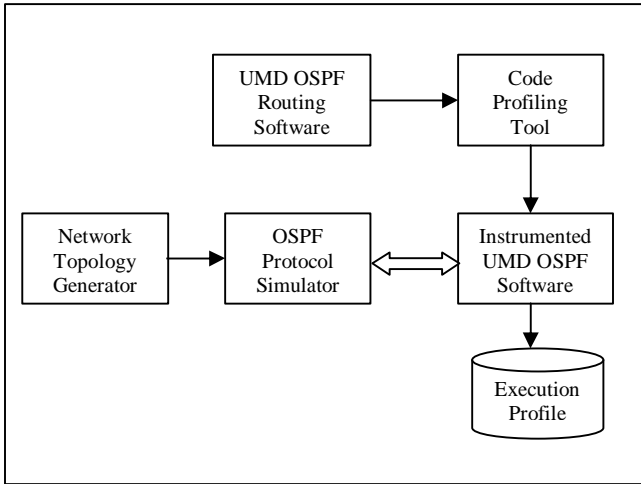 UMD OSPF
Routing
Software
Code
Profiling
Tool
Network
Topology
Generator
OSPF
Protocol
Simulator
Instrumented
UMD OSPF
Software
Execution
Profile